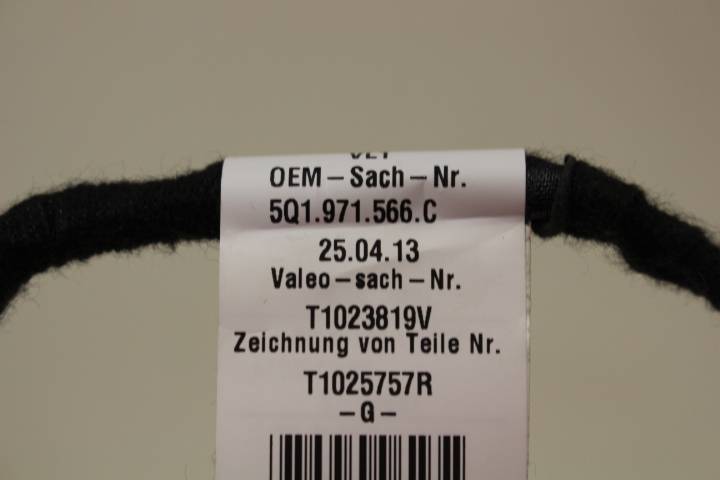 OEM-Sach-Nr.
5Q1.971.566.C
25.04.13
Valeo-sach-Nr.
T1023819V
Zeichnung von Teile Nr.
T1025757R
-G-